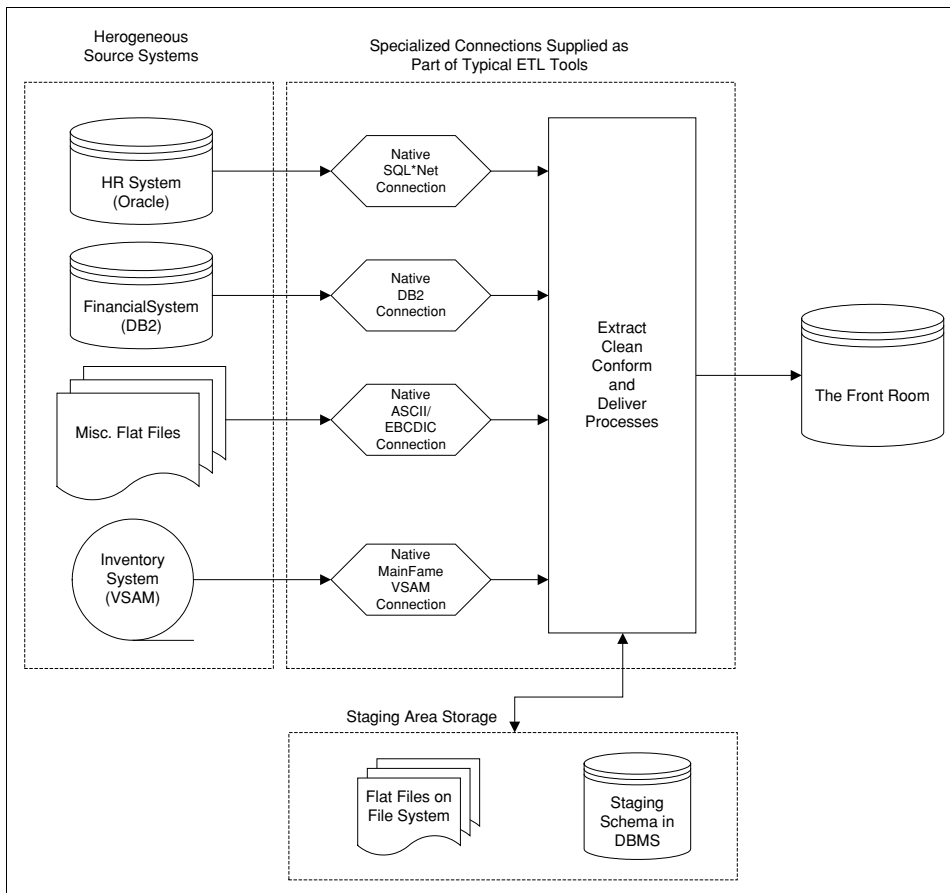 Herogeneous
Source Systems
Specialized Connections Supplied as
Part of Typical ETL Tools
HR System
(Oracle)
Native
SQL*Net
Connection
FinancialSystem
(DB2)
Native
DB2
Connection
Misc. Flat Files
Native
ASCII/
EBCDIC
Connection
Inventory
System
(VSAM)
Native
MainFame
VSAM
Connection
Extract
Clean
Conform
and
Deliver
Processes
The Front Room
Staging Area Storage
Flat Files on
File System
Staging
Schema in
DBMS